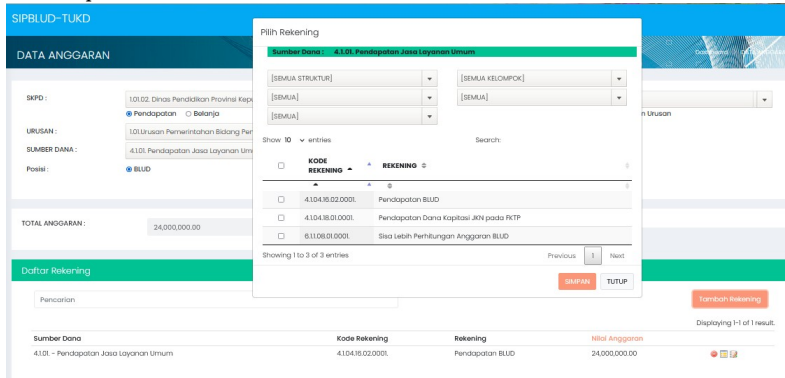 SIPBLUD-TUKD
DATA ANGGARAN
SKPD :
1.01.02. Dinas Pendidikan Provinsi Kepu
Pendapatan Belanja
n Urusan
URUSAN :
1.01.Urusan Pemerintahan Bidang Pen
SUMBER DANA :
4.1.01. Pendapatan Jasa Layanan Um
Posisi :
BLUD
TOTAL ANGGARAN :
24,000,000.00
Daftar Rekening
Pencarian
Tambah Rekening
Displaying 1-1 of 1 result.
Sumber Dana Kode Rekening Rekening Nilai Anggaran
4.1.01. - Pendapatan Jasa Layanan Umum 4.1.04.16.02.0001. Pendapatan BLUD 24,000,000.00
Pilih Rekening
Sumber Dana : 4.1.01. Pendapatan Jasa Layanan Umum
[SEMUA STRUKTUR] [SEMUA KELOMPOK]
[SEMUA] [SEMUA]
[SEMUA]
Show 10 entries Search:
KODE
REKENING REKENING
4.1.04.16.02.0001. Pendapatan BLUD
4.1.04.18.01.0001. Pendapatan Dana Kapitasi JKN pada FKTP
6.1.1.08.01.0001. Sisa Lebih Perhitungan Anggaran BLUD
Showing 1 to 3 of 3 entries Previous 1 Next
SIMPAN TUTUP